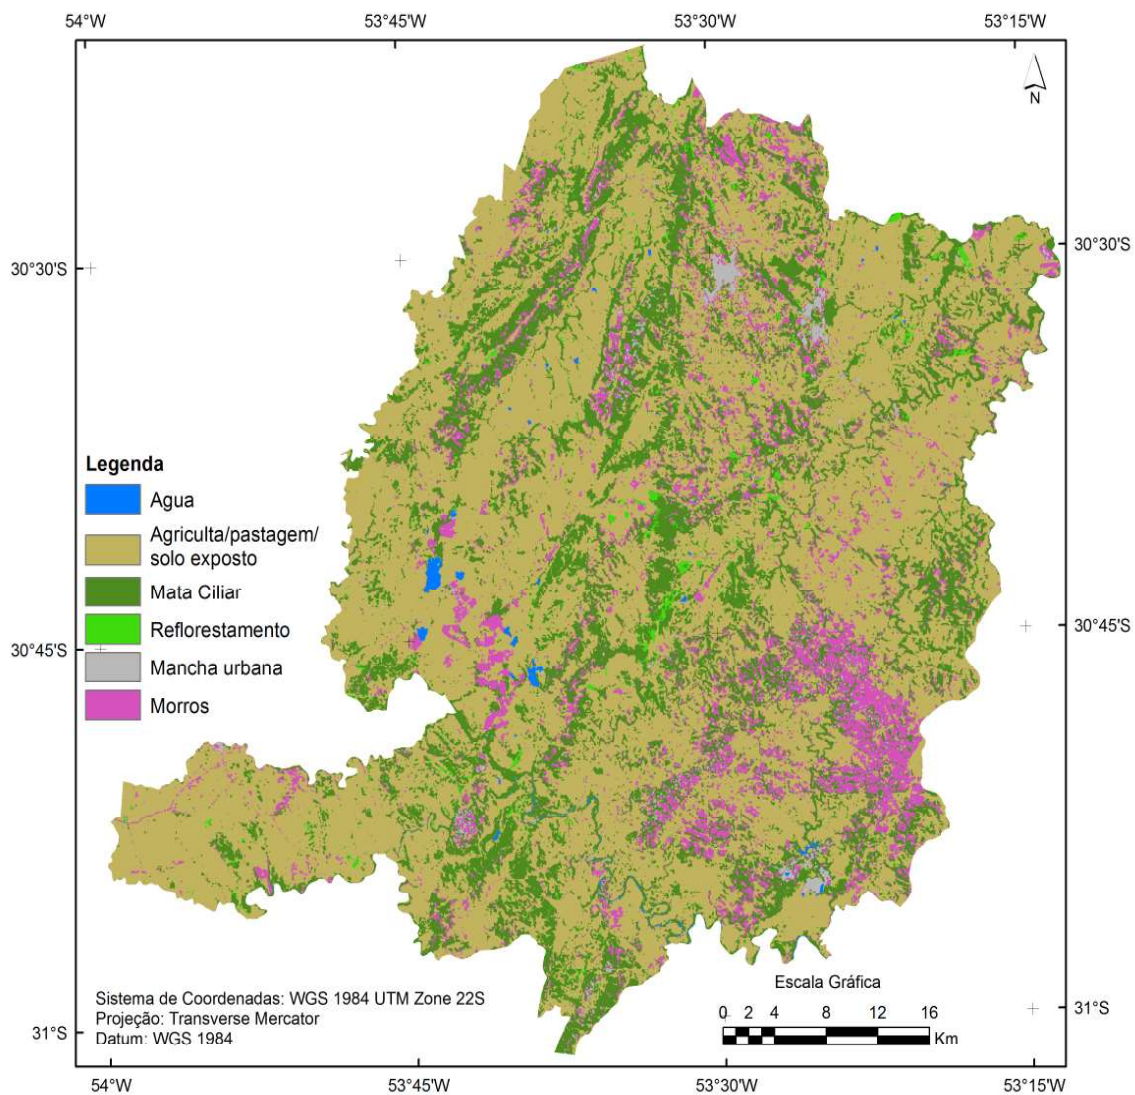 54°W 53°45'W 53°30'W 53°15'W
N
30°30'S 30°30'S
Legenda
Agua
Agriculta/pastagem/
solo exposto
Mata Ciliar
Reflorestamento
Mancha urbana
Morros
30°45'S 30°45'S
Escala Gráfica
0 2 4 8 12 16
Km
Sistema de Coordenadas: WGS 1984 UTM Zone 22S
Projeção: Transverse Mercator
Datum: WGS 1984
31°S 31°S
54°W 53°45'W 53°30'W 53°15'W